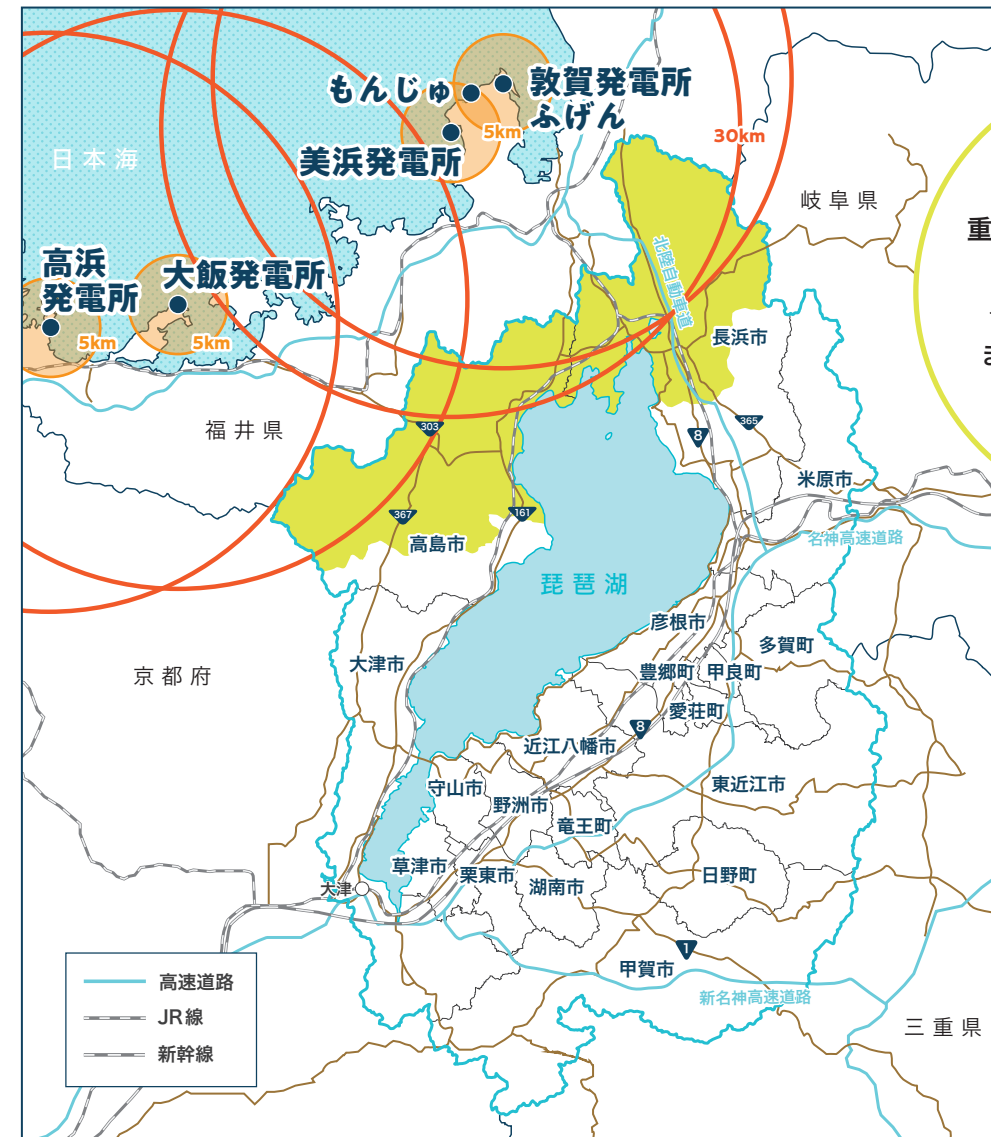 もんじゅ
敦賀発電所
ふげん
5km
美浜発電所
30km
日本海
岐阜県
重
高浜
発電所
大飯発電所
5km
5km
北陸自動車道
長浜市
ま
福井県
303
8
365
米原市
367
161
高島市
名神高速道路
琵琶湖
彦根市
多賀町
大津市
京都府
豊郷町
甲良町
愛荘町
8
近江八幡市
守山市
東近江市
野洲市
竜王町
草津市
栗東市
湖南市
日野町
大津
1
甲賀市
新名神高速道路
三重県
高速道路
JR線
新幹線